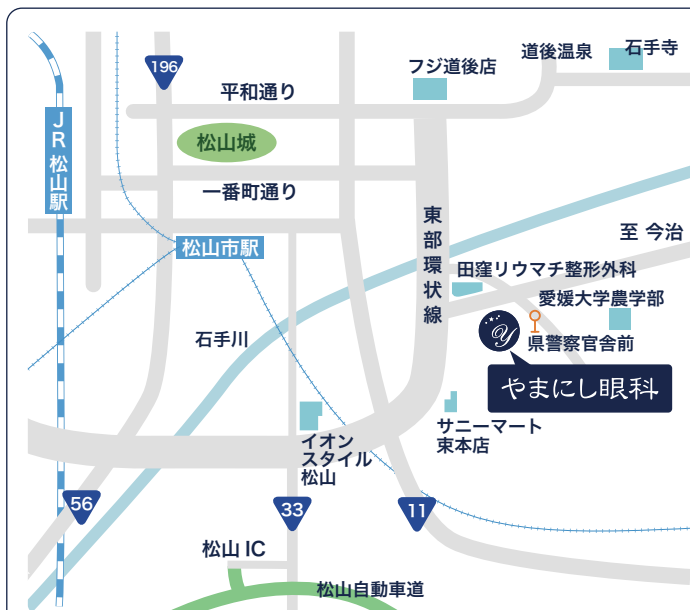 196
平和通り
フジ道後店
道後温泉
石手寺
JR松山駅
松山城
一番町通り
松山市駅
東部環状線
至 今治
田窪リウマチ整形外科
愛媛大学農学部
石手川
y
県警察官舎前
やまにし眼科
サニーマート
束本店
イオン
スタイル
松山
56
33
11
松山 IC
松山自動車道